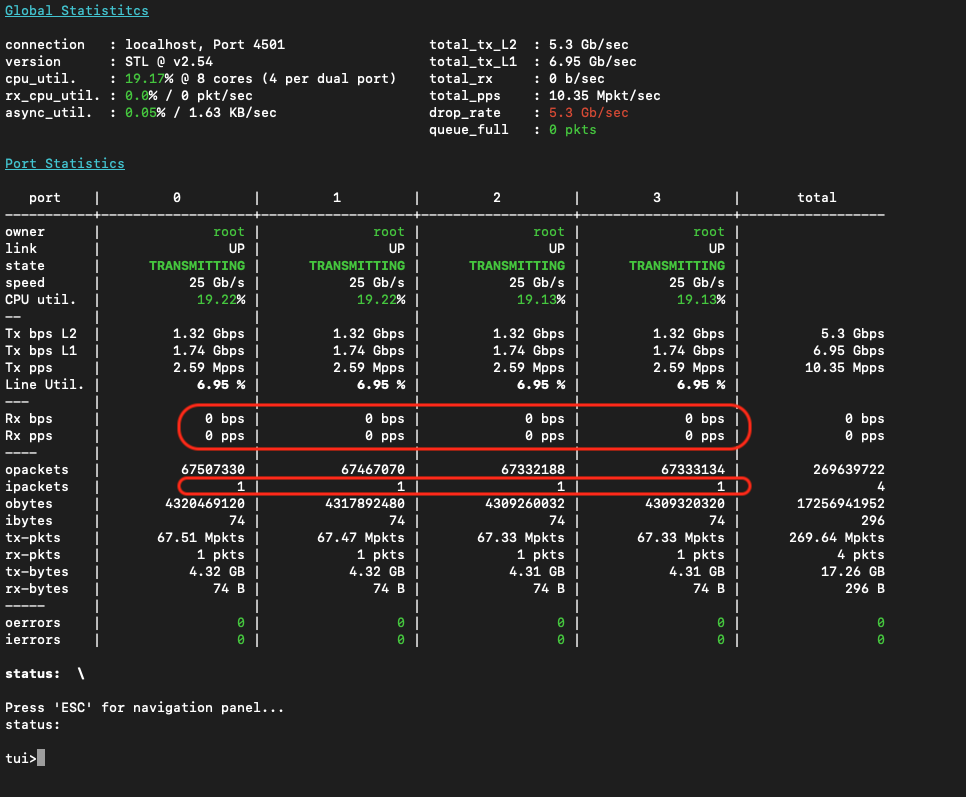 Global Statistitcs
connection   : localhost, Port 4501                  total_tx_L2  : 5.3 Gb/sec
version      : STL @ v2.54                           total_tx_L1  : 6.95 Gb/sec
cpu_util.    : 19.17% @ 8 cores (4 per dual port)    total_rx     : 0 b/sec
rx_cpu_util. : 0.0% / 0 pkt/sec                      total_pps    : 10.35 Mpkt/sec
async_util.  : 0.05% / 1.63 KB/sec                   drop_rate    : 5.3 Gb/sec
                                                     queue_full   : 0 pkts
Port Statistics
   port    |         0         |         1         |         2         |         3         |       total
-----------+-------------------+-------------------+-------------------+-------------------+------------------
owner      |              root |              root |              root |              root |
link       |                UP |                UP |                UP |                UP |
state      |      TRANSMITTING |      TRANSMITTING |      TRANSMITTING |      TRANSMITTING |
speed      |           25 Gb/s |           25 Gb/s |           25 Gb/s |           25 Gb/s |
CPU util.  |            19.22% |            19.22% |            19.13% |            19.13% |
--         |                   |                   |                   |                   |
Tx bps L2  |         1.32 Gbps |         1.32 Gbps |         1.32 Gbps |         1.32 Gbps |          5.3 Gbps
Tx bps L1  |         1.74 Gbps |         1.74 Gbps |         1.74 Gbps |         1.74 Gbps |         6.95 Gbps
Tx pps     |         2.59 Mpps |         2.59 Mpps |         2.59 Mpps |         2.59 Mpps |        10.35 Mpps
Line Util. |            6.95 % |            6.95 % |            6.95 % |            6.95 % |
---        |                   |                   |                   |                   |
Rx bps     |             0 bps |             0 bps |             0 bps |             0 bps |             0 bps
Rx pps     |             0 pps |             0 pps |             0 pps |             0 pps |             0 pps
----       |                   |                   |                   |                   |
opackets   |          67507330 |          67467070 |          67332188 |          67333134 |         269639722
ipackets   |                 1 |                 1 |                 1 |                 1 |                 4
obytes     |        4320469120 |        4317892480 |        4309260032 |        4309320320 |       17256941952
ibytes     |                74 |                74 |                74 |                74 |               296
tx-pkts    |       67.51 Mpkts |       67.47 Mpkts |       67.33 Mpkts |       67.33 Mpkts |      269.64 Mpkts
rx-pkts    |            1 pkts |            1 pkts |            1 pkts |            1 pkts |            4 pkts
tx-bytes   |           4.32 GB |           4.32 GB |           4.31 GB |           4.31 GB |          17.26 GB
rx-bytes   |              74 B |              74 B |              74 B |              74 B |             296 B
-----      |                   |                   |                   |                   |
oerrors    |                 0 |                 0 |                 0 |                 0 |                 0
ierrors    |                 0 |                 0 |                 0 |                 0 |                 0
status:  \
Press 'ESC' for navigation panel...
status:
tui>